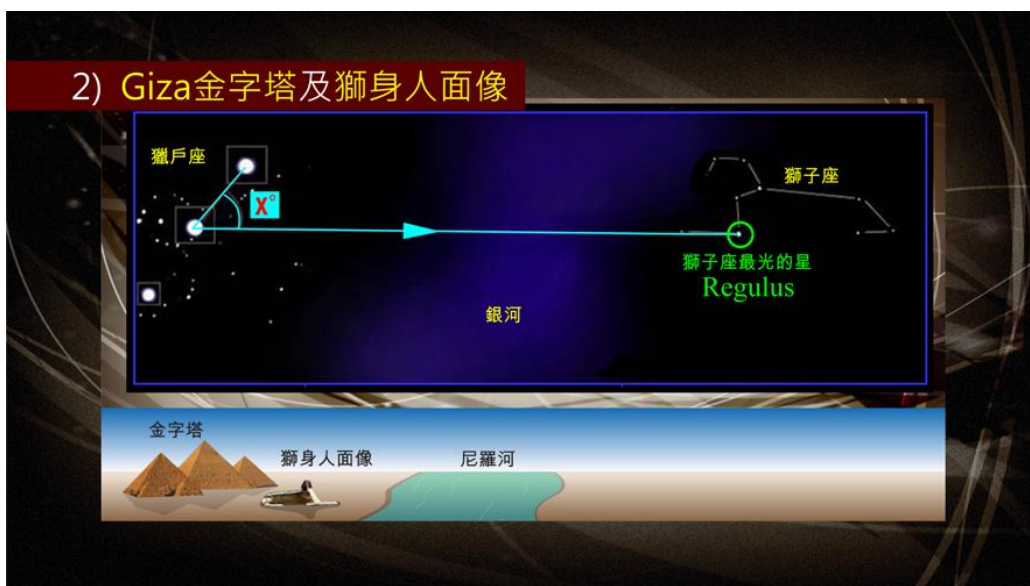 2) Giza金字塔及獅身人面像
獵戶座
X°
獅子座
獅子座最光的星
Regulus
銀河
金字塔
獅身人面像
尼羅河